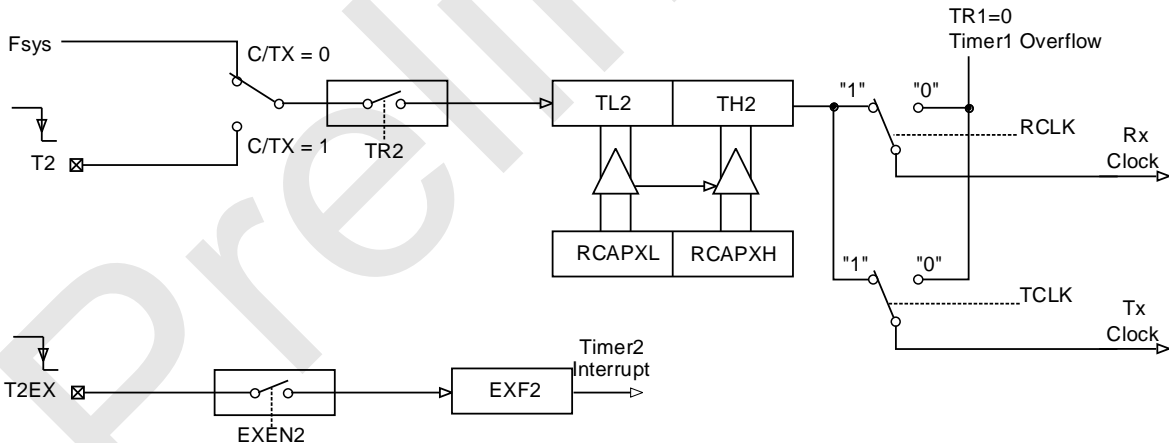 Fsys
C/TX = 0
T2
C/TX = 1
TR2
TL2
TH2
RCAPXL
RCAPXH
TR1=0
Timer1 Overflow
"1"
"0"
RCLK
Rx
Clock
"1"
"0"
TCLK
Tx
Clock
T2EX
EXEN2
EXF2
Timer2
Interrupt
Prelin